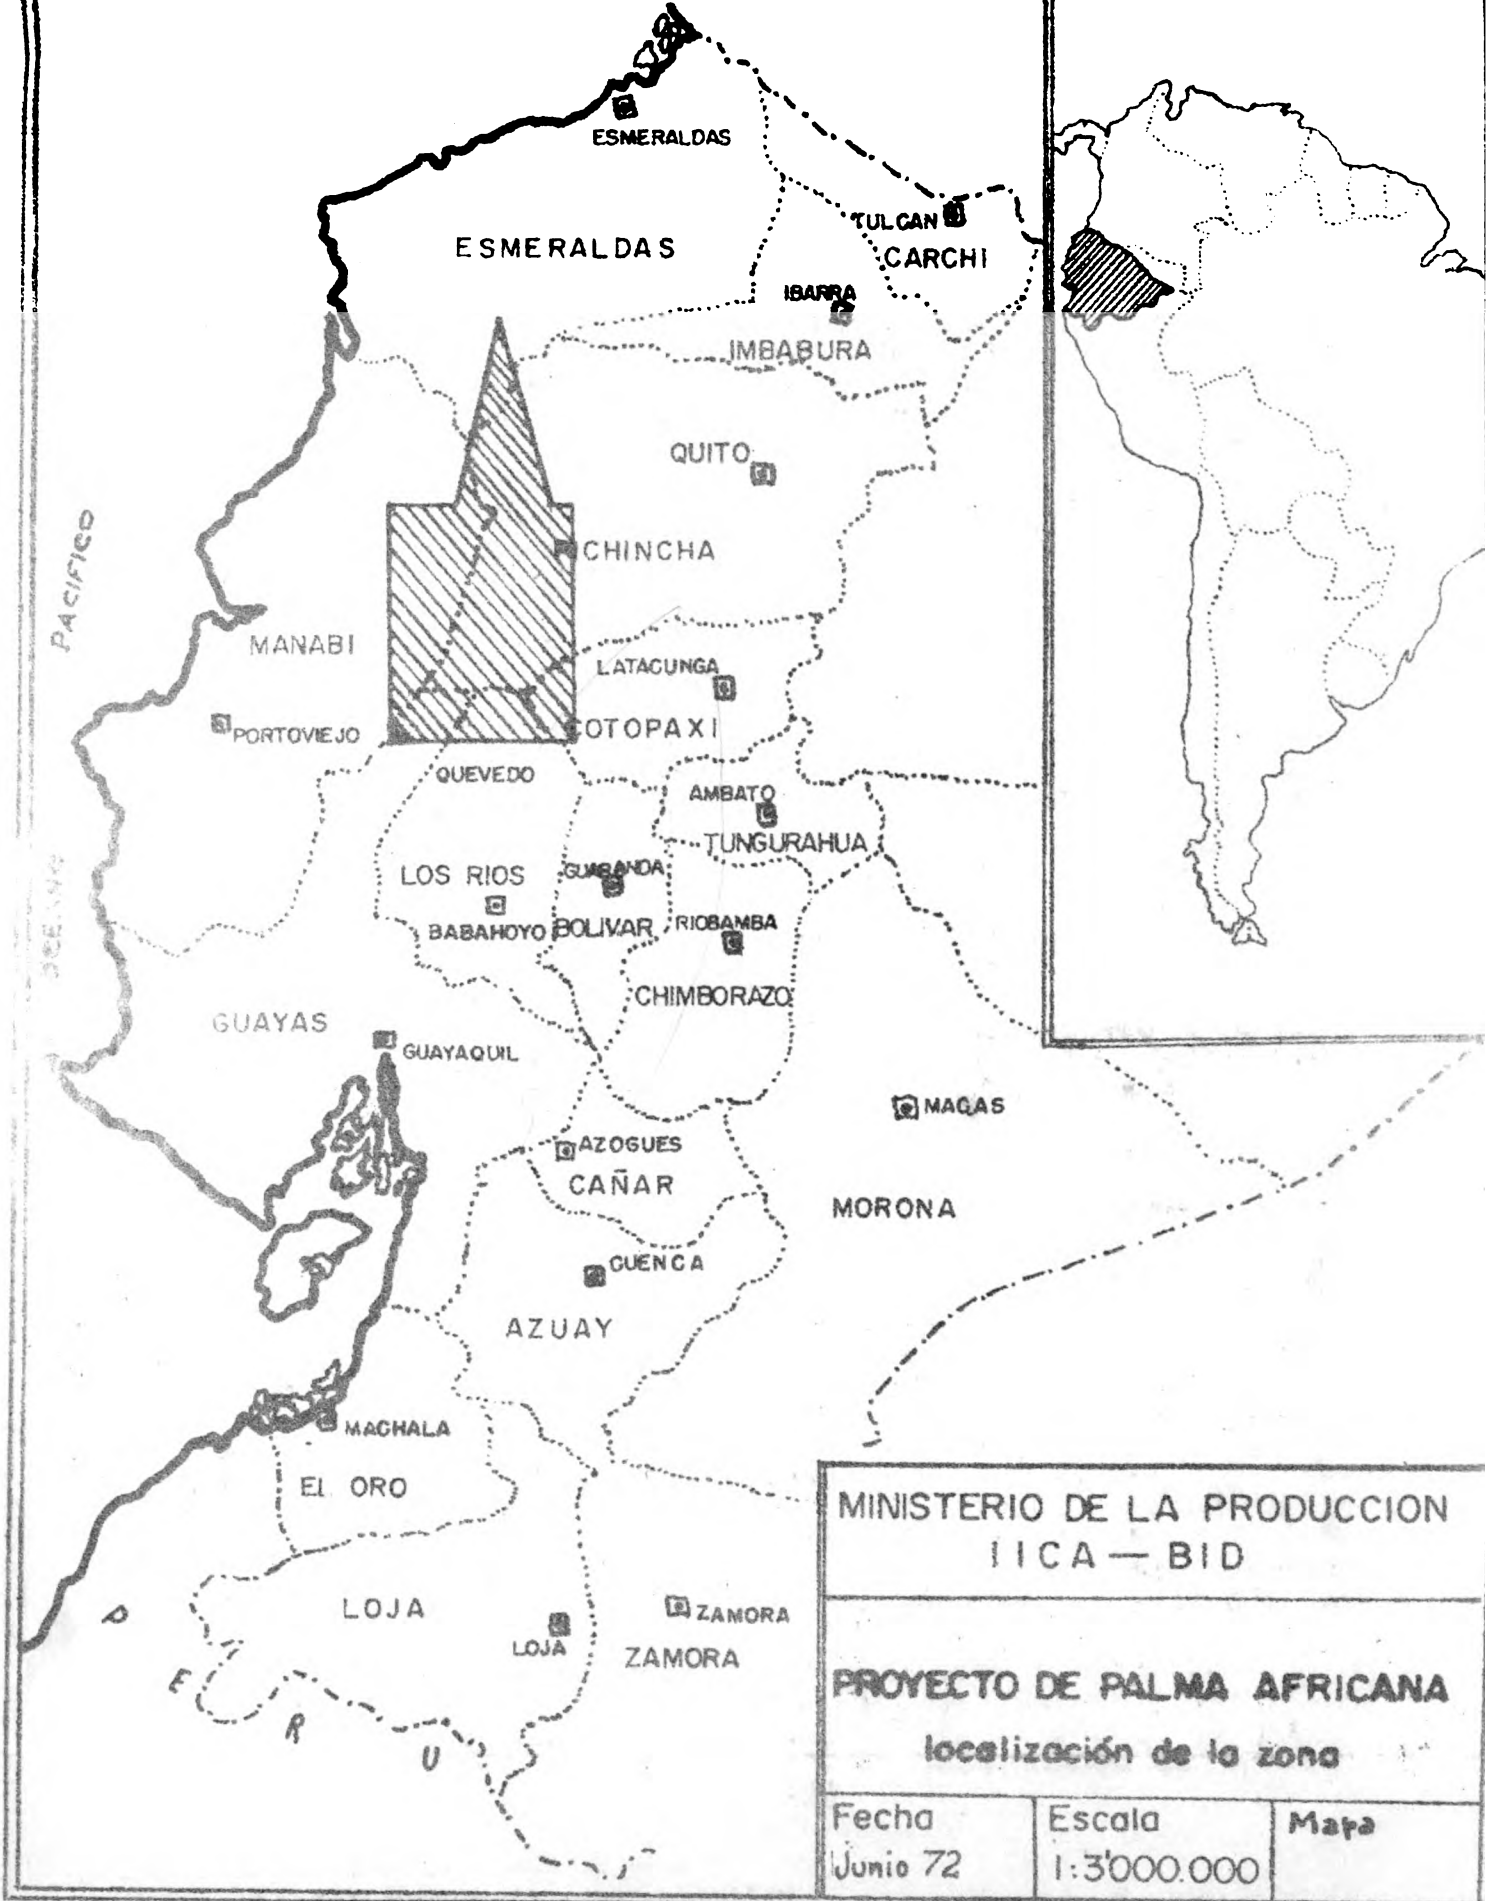 ESMERALDAS
ESMERALDAS
TULCAN
CARCHI
IBARRA
IMBABURA
QUITO
CHINCHA
PACIFICO
MANABI
LATACUNGA
PORTOVIEJO
COTOPAXI
QUEVEDO
AMBATO
TUNGURAHUA
LOS RIOS
GUARANDA
BABAHOYO
BOLIVAR
RIOBAMBA
OCEANO
CHIMBORAZO
GUAYAS
GUAYAQUIL
MACAS
AZOGUES
CAÑAR
MORONA
CUENCA
AZUAY
MACHALA
El ORO
LOJA
LOJA
ZAMORA
ZAMORA
P E R U
MINISTERIO DE LA PRODUCCION
IICA — BID
PROYECTO DE PALMA AFRICANA
localización de la zona
Fecha
Junio 72
Escala
1:3'000.000
Mapa